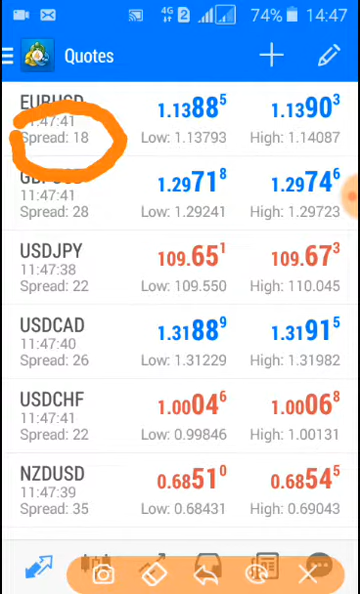 4G 2 74% 14:47
Quotes
EURUSD
11:47:41 1.13885 1.13903
Spread: 18 Low: 1.13793 High: 1.14087
GBPUSD
11:47:41 1.29718 1.29746
Spread: 28 Low: 1.29241 High: 1.29723
USDJPY
11:47:38 109.651 109.673
Spread: 22 Low: 109.550 High: 110.045
USDCAD
11:47:40 1.31889 1.31915
Spread: 26 Low: 1.31229 High: 1.31982
USDCHF
11:47:41 1.00046 1.00068
Spread: 22 Low: 0.99846 High: 1.00131
NZDUSD
11:47:39 0.68510 0.68545
Spread: 35 Low: 0.68431 High: 0.69043